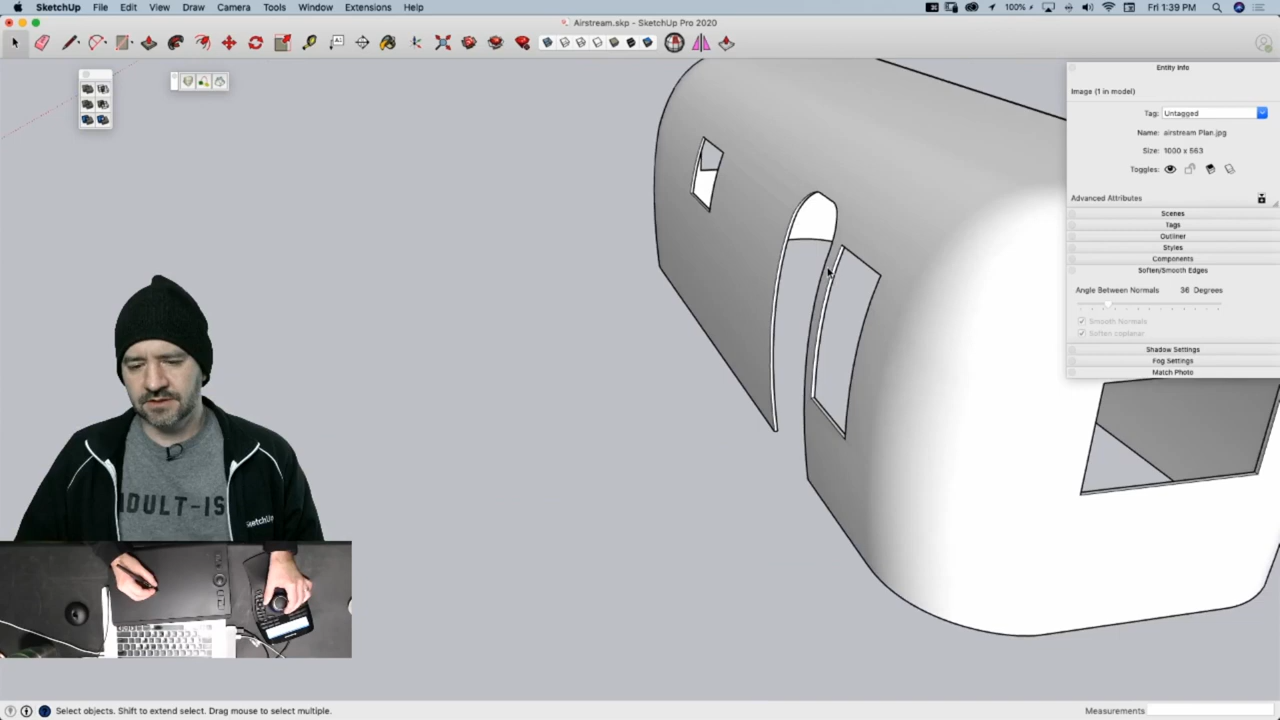 SketchUp File Edit View Draw Camera Tools Window Extensions Help
100% Fri 1:39 PM
Airstream.skp - SketchUp Pro 2020
Entity Info
Image (1 in model)
Tag: Untagged
Name: airstream Plan.jpg
Size: 1000 x 563
Toggles:
Advanced Attributes
Scenes
Tags
Outliner
Styles
Components
Soften/Smooth Edges
Angle Between Normals 36 Degrees
Smooth Normals
Soften coplanar
Shadow Settings
Fog Settings
Match Photo
DULT-IS
SketchUp
Select objects. Shift to extend select. Drag mouse to select multiple.
Measurements